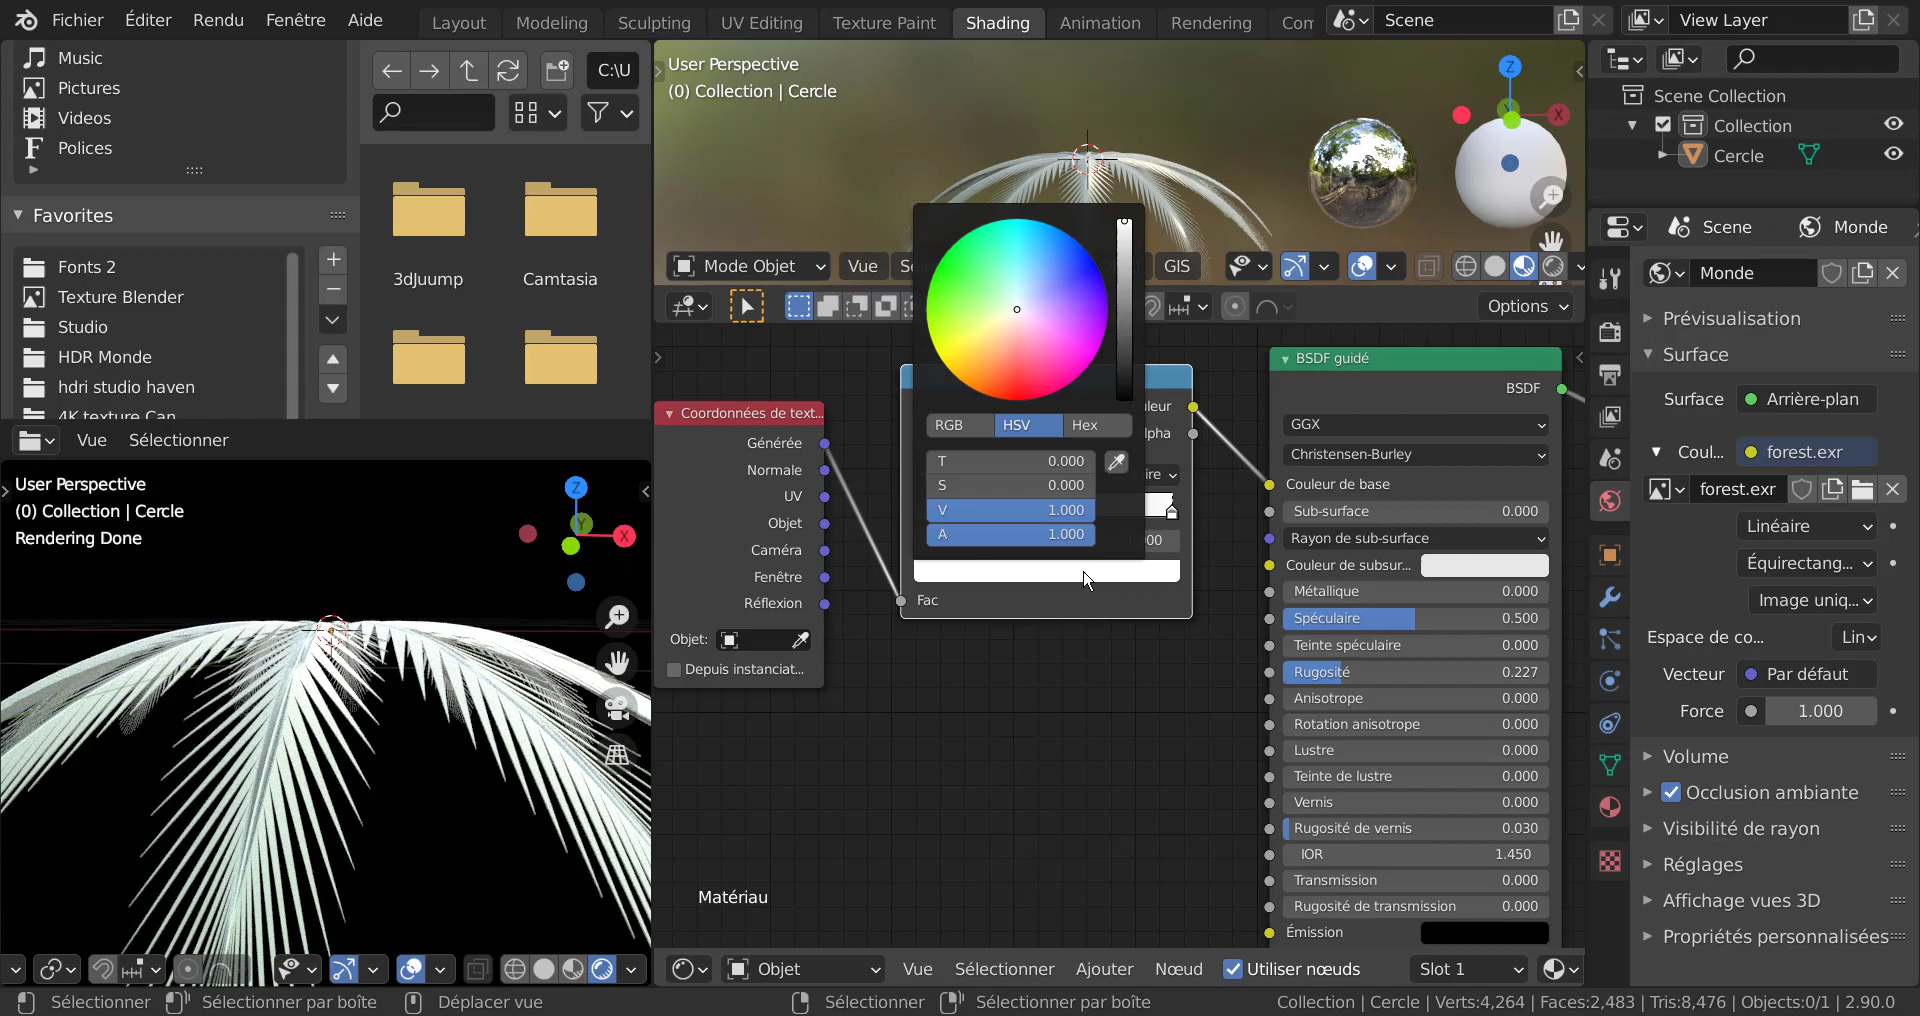 Fichier Éditer Rendu Fenêtre Aide
Layout Modeling Sculpting UV Editing Texture Paint Shading Animation Rendering Com
Scene
View Layer
Music
Pictures
Videos
Polices
Favorites
Fonts 2
Texture Blender
Studio
HDR Monde
hdri studio haven
4K texture Can
C:\U
3dJuump
Camtasia
Vue Sélectionner
User Perspective
(0) Collection | Cercle
Rendering Done
Z
Y
X
User Perspective
(0) Collection | Cercle
Z
X
Mode Objet Vue Sé GIS
Options
RGB HSV Hex
T 0.000
S 0.000
V 1.000
A 1.000
Coordonnées de text...
Générée
Normale
UV
Objet
Caméra
Fenêtre
Réflexion
Objet:
Depuis instanciat...
leur
lpha
ire
000
Fac
BSDF guidé
BSDF
GGX
Christensen-Burley
Couleur de base
Sub-surface 0.000
Rayon de sub-surface
Couleur de subsur...
Métallique 0.000
Spéculaire 0.500
Teinte spéculaire 0.000
Rugosité 0.227
Anisotrope 0.000
Rotation anisotrope 0.000
Lustre 0.000
Teinte de lustre 0.000
Vernis 0.000
Rugosité de vernis 0.030
IOR 1.450
Transmission 0.000
Rugosité de transmission 0.000
Émission
Matériau
Objet Vue Sélectionner Ajouter Nœud Utiliser nœuds Slot 1
Scene Collection
Collection
Cercle
Scene Monde
Monde
Prévisualisation
Surface
Surface Arrière-plan
Coul... forest.exr
forest.exr
Linéaire
Équirectang...
Image uniq...
Espace de co... Lin
Vecteur Par défaut
Force 1.000
Volume
Occlusion ambiante
Visibilité de rayon
Réglages
Affichage vues 3D
Propriétés personnalisées
Sélectionner Sélectionner par boîte Déplacer vue Sélectionner Sélectionner par boîte
Collection | Cercle | Verts:4,264 | Faces:2,483 | Tris:8,476 | Objects:0/1 | 2.90.0